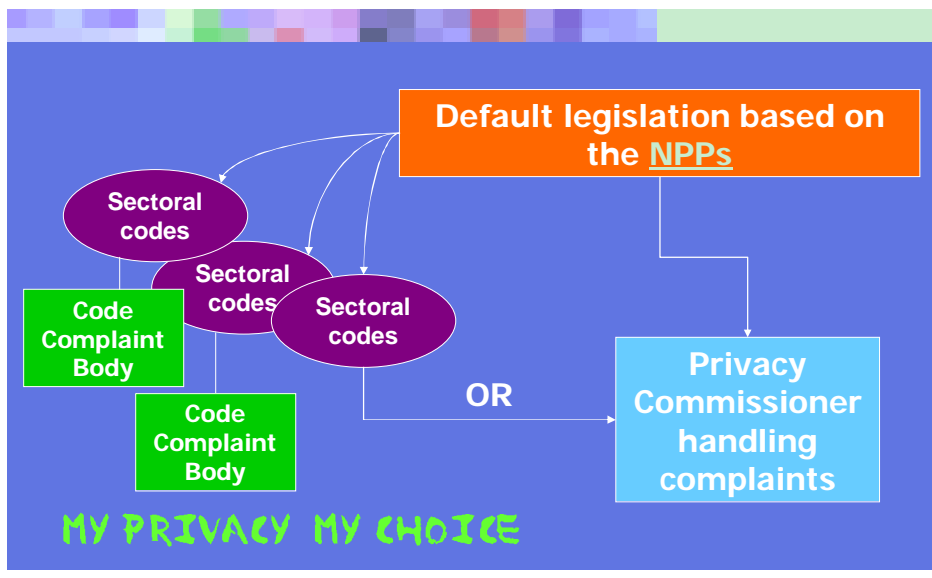 Default legislation based on
the NPPs
Sectoral
codes
Sectoral
codes
Sectoral
codes
Code
Complaint
Body
Code
Complaint
Body
OR
Privacy
Commissioner
handling
complaints
MY PRIVACY MY CHOICE